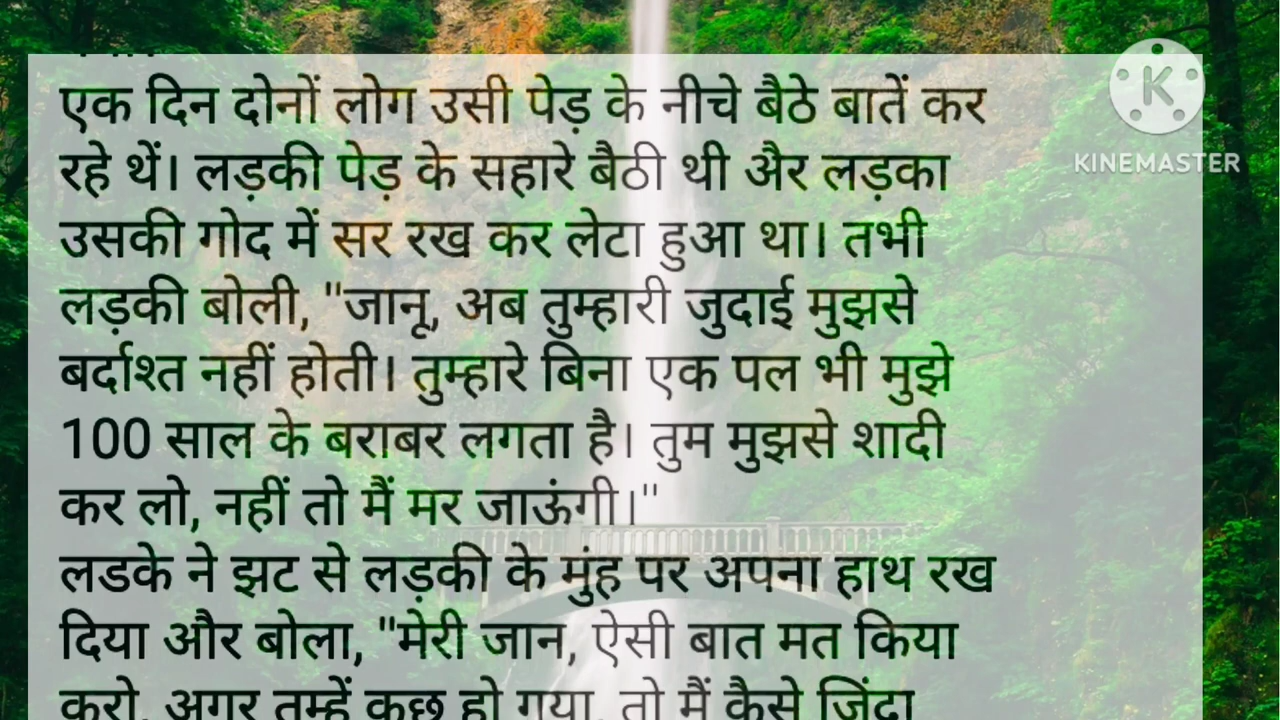 एक दिन दोनों लोग उसी पेड़ के नीचे बैठे बातें कर
रहे थें। लड़की पेड़ के सहारे बैठी थी अैर लड़का
उसकी गोद में सर रख कर लेटा हुआ था। तभी
लड़की बोली, "जानू, अब तुम्हारी जुदाई मुझसे
बर्दाश्त नहीं होती। तुम्हारे बिना एक पल भी मुझे
100 साल के बराबर लगता है। तुम मुझसे शादी
कर लो, नहीं तो मैं मर जाऊंगी।"
लडके ने झट से लड़की के मुंह पर अपना हाथ रख
दिया और बोला, "मेरी जान, ऐसी बात मत किया
करो, अगर तुम्हें कुछ हो गया, तो मैं कैसे जिंदा
K
KINEMASTER